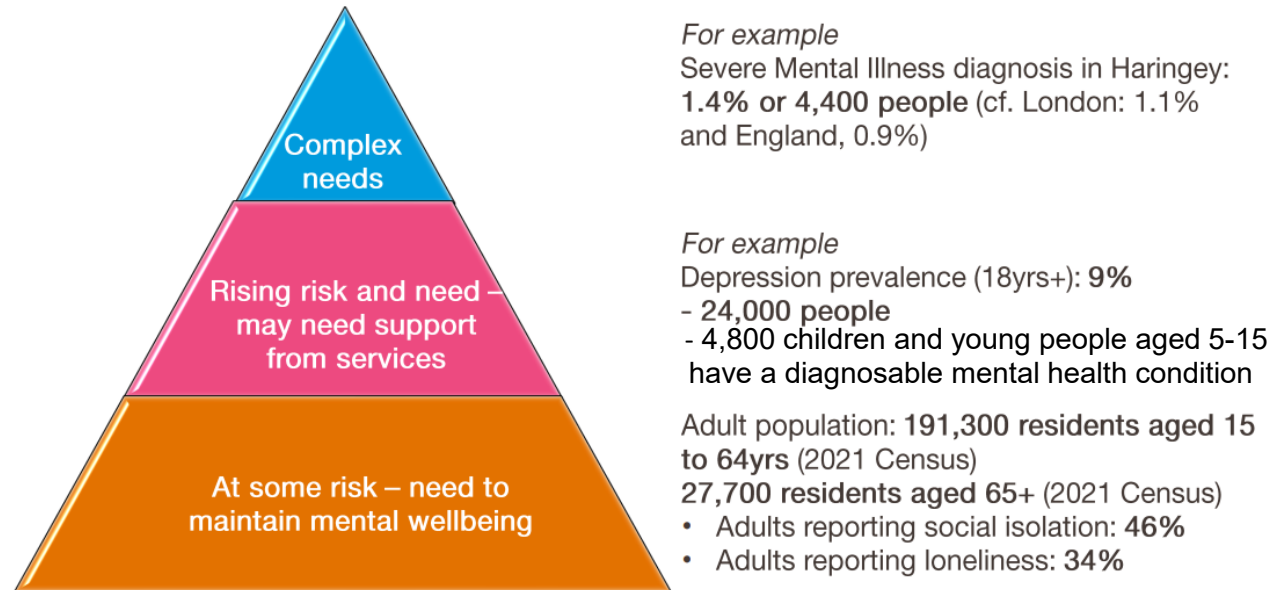 Complex
needs
For example
Severe Mental Illness diagnosis in Haringey:
1.4% or 4,400 people (cf. London: 1.1%
and England, 0.9%)
Rising risk and need –
may need support
from services
For example
Depression prevalence (18yrs+): 9%
- 24,000 people
- 4,800 children and young people aged 5-15
have a diagnosable mental health condition
At some risk – need to
maintain mental wellbeing
Adult population: 191,300 residents aged 15
to 64yrs (2021 Census)
27,700 residents aged 65+ (2021 Census)
• Adults reporting social isolation: 46%
• Adults reporting loneliness: 34%